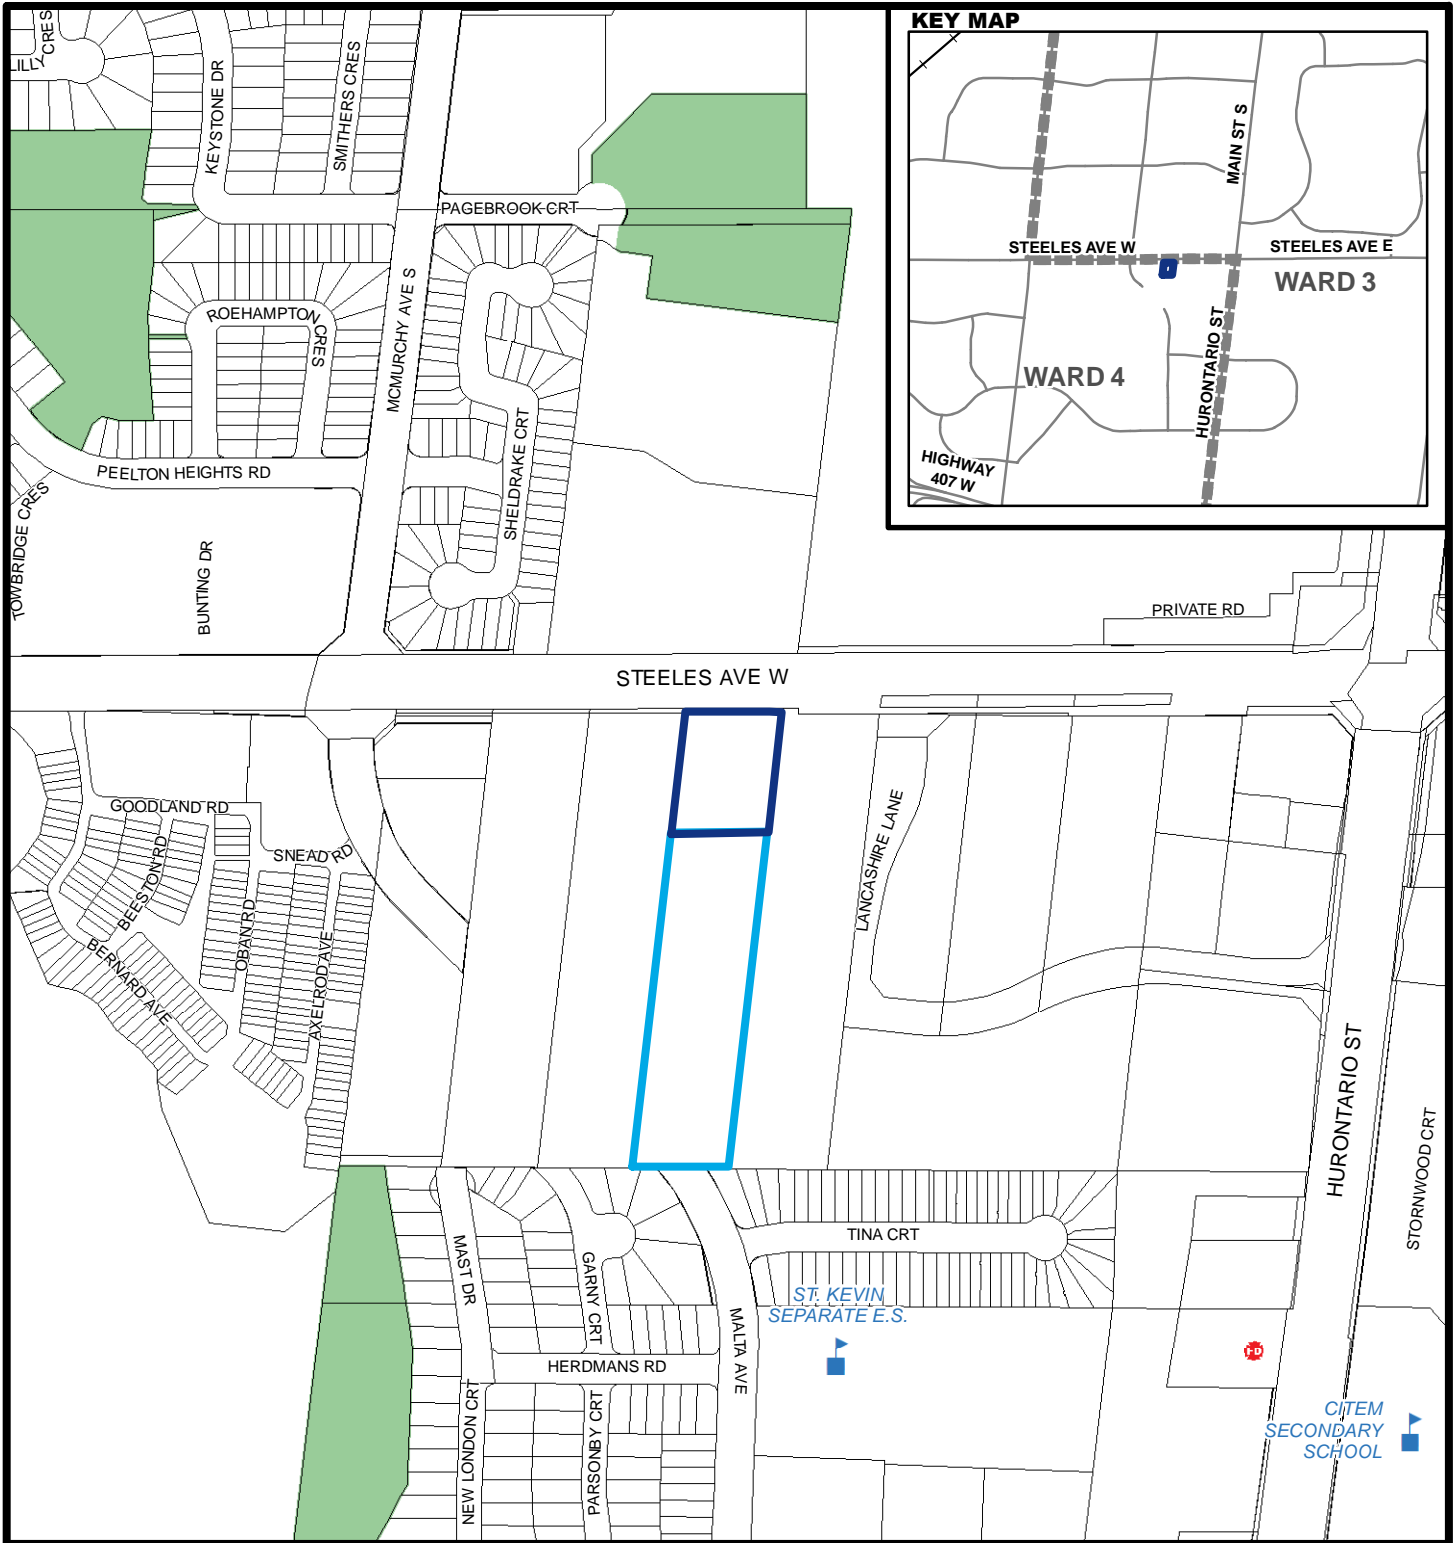 KEY MAP
MAIN ST S
STEELES AVE W
STEELES AVE E
WARD 3
HURONTARIO ST
WARD 4
HIGHWAY
407 W
LILLY
CRES
KEYSTONE DR
SMITHERS CRES
PAGEBROOK CRT
ROEHAMPTON
CRES
MCMURCHY AVE S
SHELDRAKE CRT
PEELTON HEIGHTS RD
TOWBRIDGE CRES
BUNTING DR
PRIVATE RD
STEELES AVE W
GOODLAND RD
SNEAD RD
BEESTON RD
OBAN RD
AXELROD AVE
BERNARD AVE
LANCASHIRE LANE
HURONTARIO ST
STORNWOOD CRT
TINA CRT
MAST DR
GARNY CRT
MALTA AVE
ST. KEVIN
SEPARATE E.S.
HERDMANS RD
NEW LONDON CRT
PARSONBY CRT
FD
CITEM
SECONDARY
SCHOOL